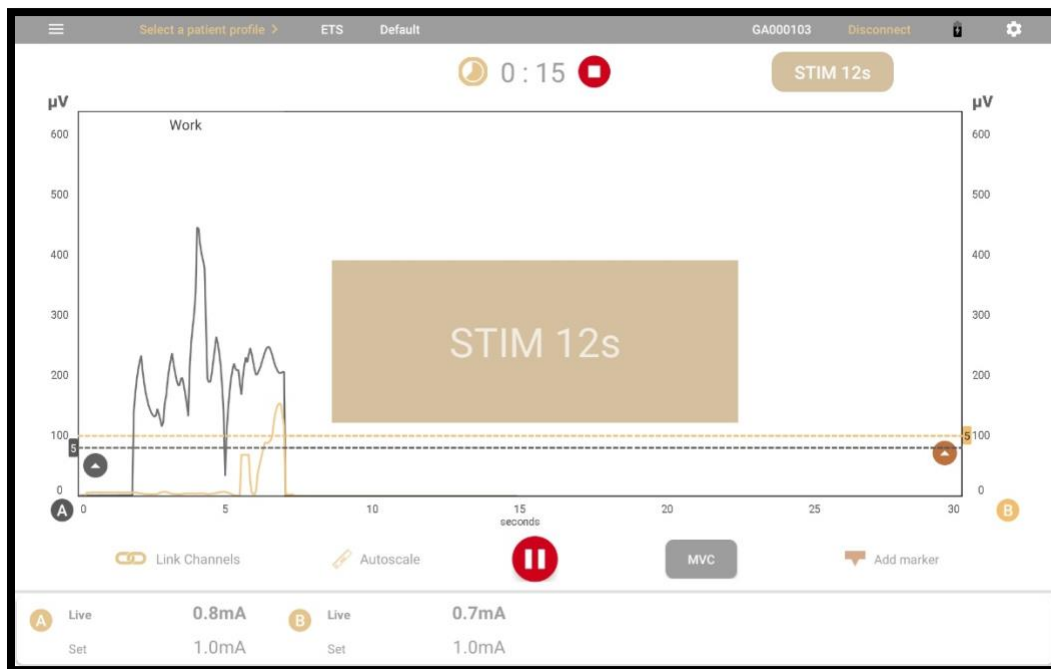 Select a patient profile > ETS Default GA000103 Disconnect
0 : 15 STIM 12s
μV μV
Work
600 600
500 500
400 400
300 300
STIM 12s
200 200
100 100
5 5
0 0
A 0 5 10 15 20 25 30 B
seconds
Link Channels Autoscale MVC Add marker
A Live 0.8mA B Live 0.7mA
Set 1.0mA Set 1.0mA